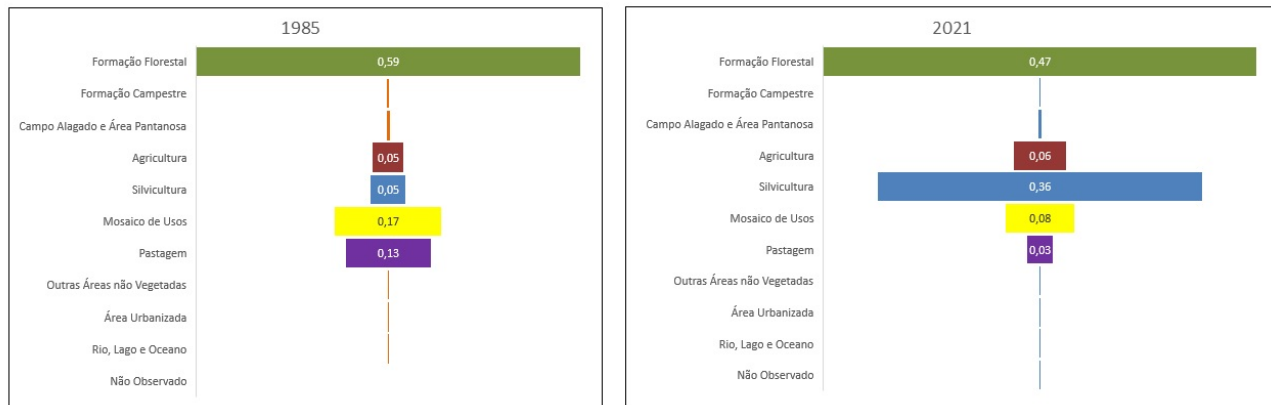 1985
Formação Florestal
0,59
Formação Campestre
Campo Alagado e Área Pantanosa
Agricultura
0,05
Silvicultura
0,05
Mosaico de Usos
0,17
Pastagem
0,13
Outras Áreas não Vegetadas
Área Urbanizada
Rio, Lago e Oceano
Não Observado
2021
Formação Florestal
0,47
Formação Campestre
Campo Alagado e Área Pantanosa
Agricultura
0,06
Silvicultura
0,36
Mosaico de Usos
0,08
Pastagem
0,03
Outras Áreas não Vegetadas
Área Urbanizada
Rio, Lago e Oceano
Não Observado